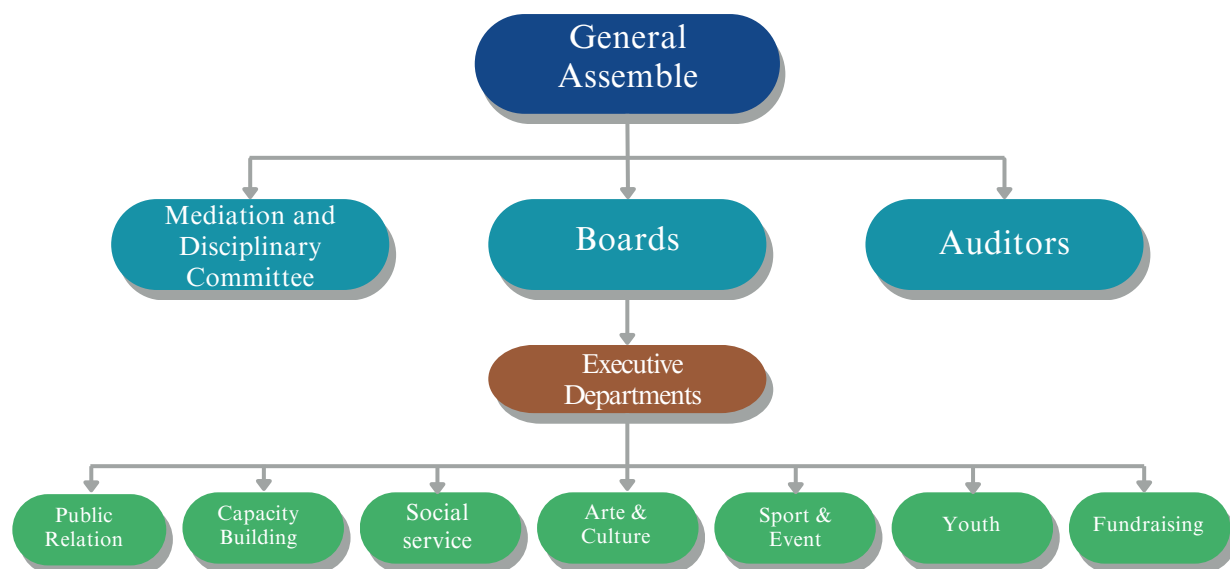 General
Assemble
Mediation and
Disciplinary
Committee
Boards
Auditors
Executive
Departments
Public
Relation
Capacity
Building
Social
service
Arte &
Culture
Sport &
Event
Youth
Fundraising